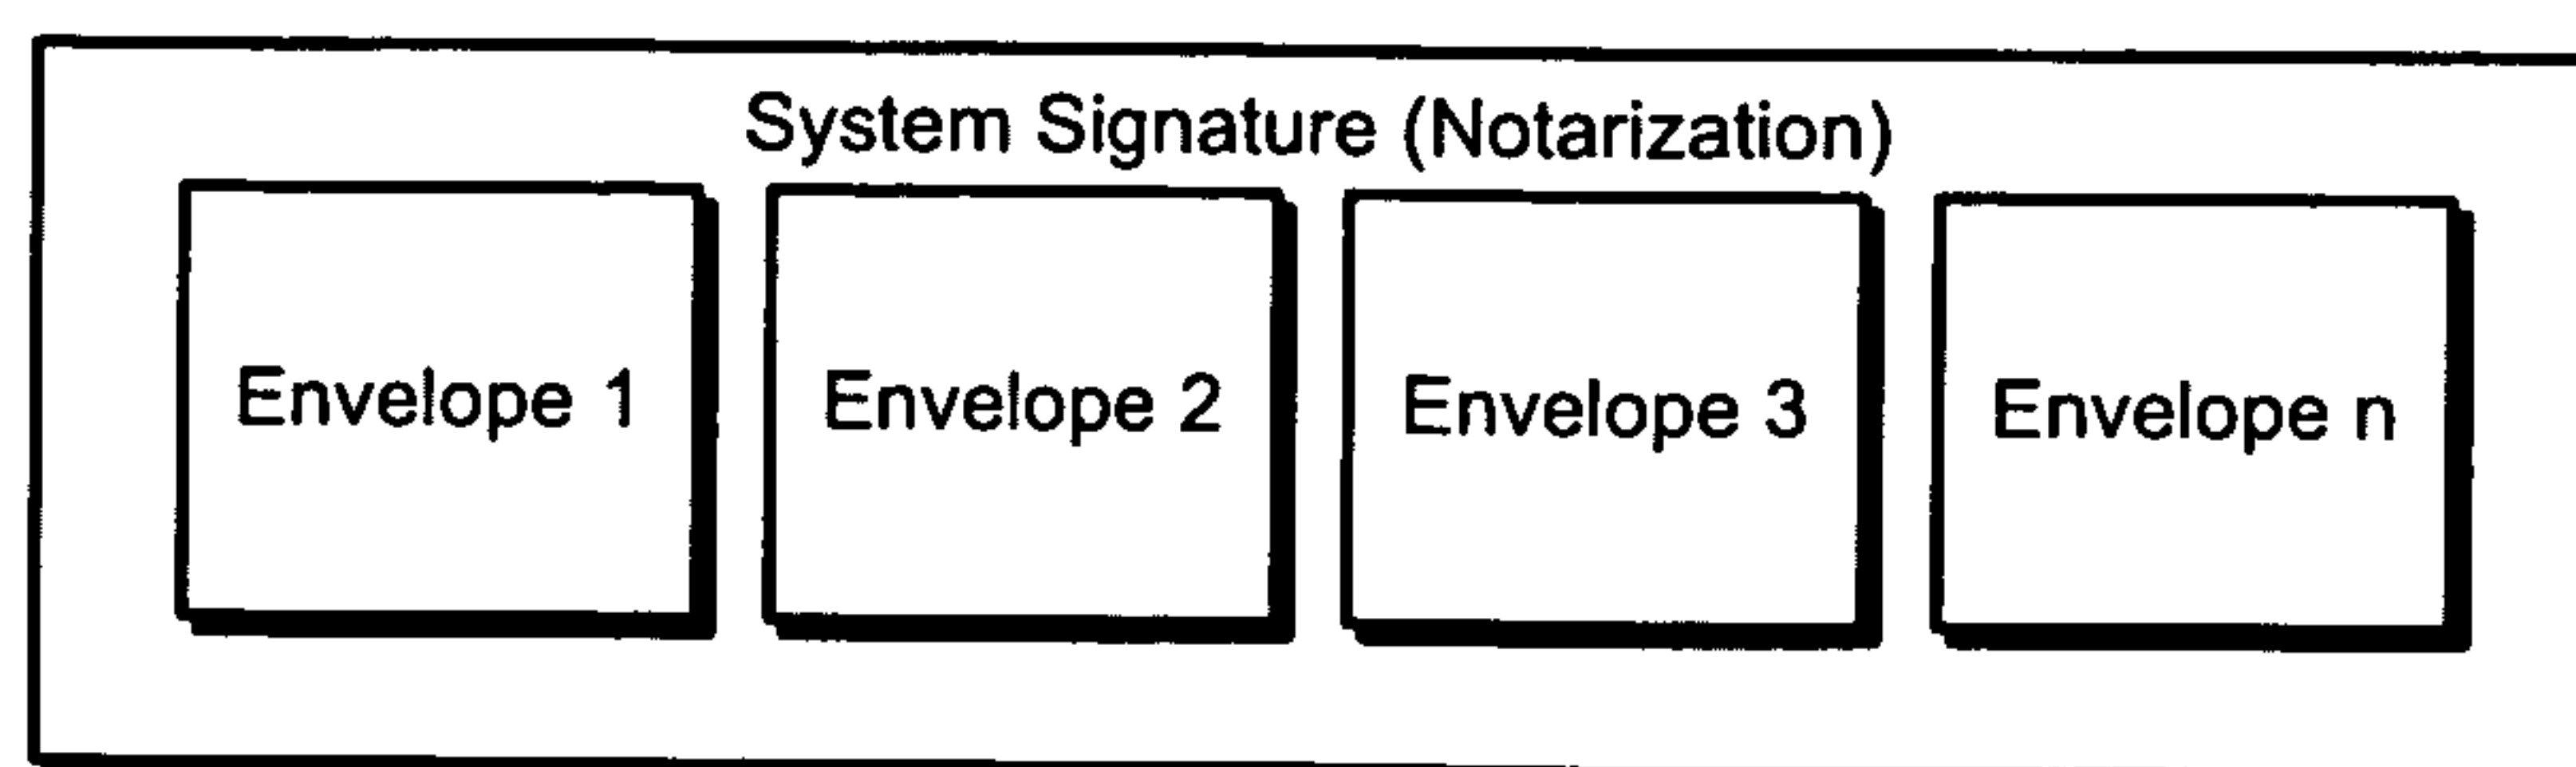 System Signature (Notarization)
Envelope 1
Envelope 2
Envelope 3
Envelope n